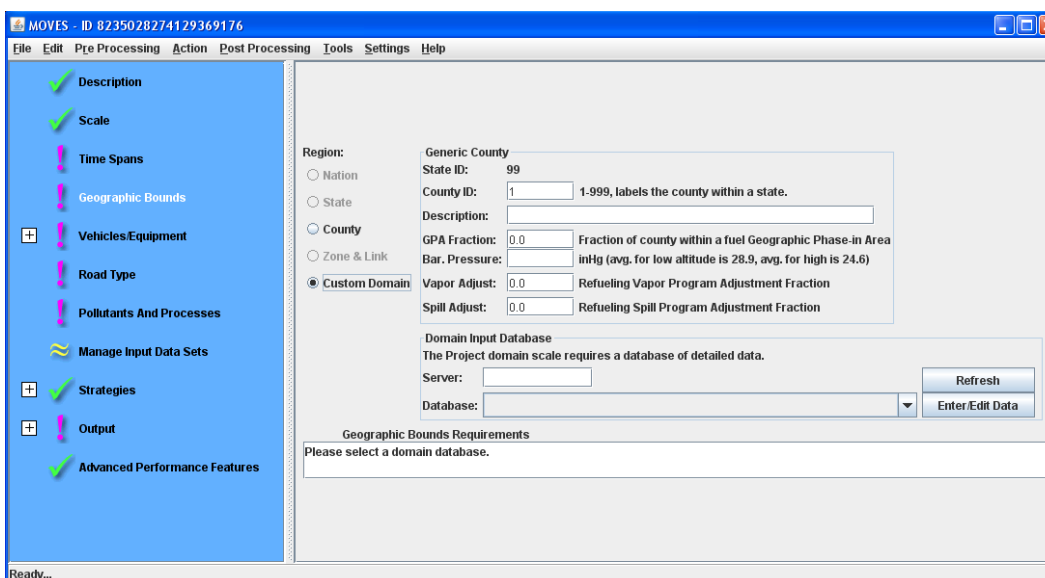 MOVES - ID 8235028274129369176
File Edit Pre Processing Action Post Processing Tools Settings Help
Description
Scale
Time Spans
Geographic Bounds
Vehicles/Equipment
Road Type
Pollutants And Processes
Manage Input Data Sets
Strategies
Output
Advanced Performance Features
Region:
Nation
State
County
Zone & Link
Custom Domain
Generic County
State ID: 99
County ID: 1 1-999, labels the county within a state.
Description:
GPA Fraction: 0.0 Fraction of county within a fuel Geographic Phase-in Area
Bar. Pressure: inHg (avg. for low altitude is 28.9, avg. for high is 24.6)
Vapor Adjust: 0.0 Refueling Vapor Program Adjustment Fraction
Spill Adjust: 0.0 Refueling Spill Program Adjustment Fraction
Domain Input Database
The Project domain scale requires a database of detailed data.
Server: Refresh
Database: Enter/Edit Data
Geographic Bounds Requirements
Please select a domain database.
Ready...